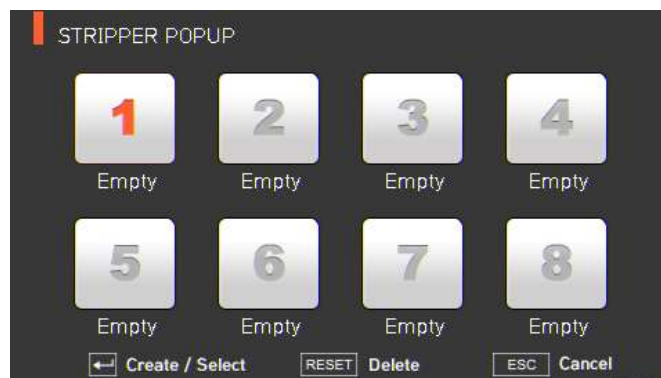 STRIPPER POPUP
1 2 3 4
Empty Empty Empty Empty
5 6 7 8
Empty Empty Empty Empty
Create / Select RESET Delete ESC Cancel